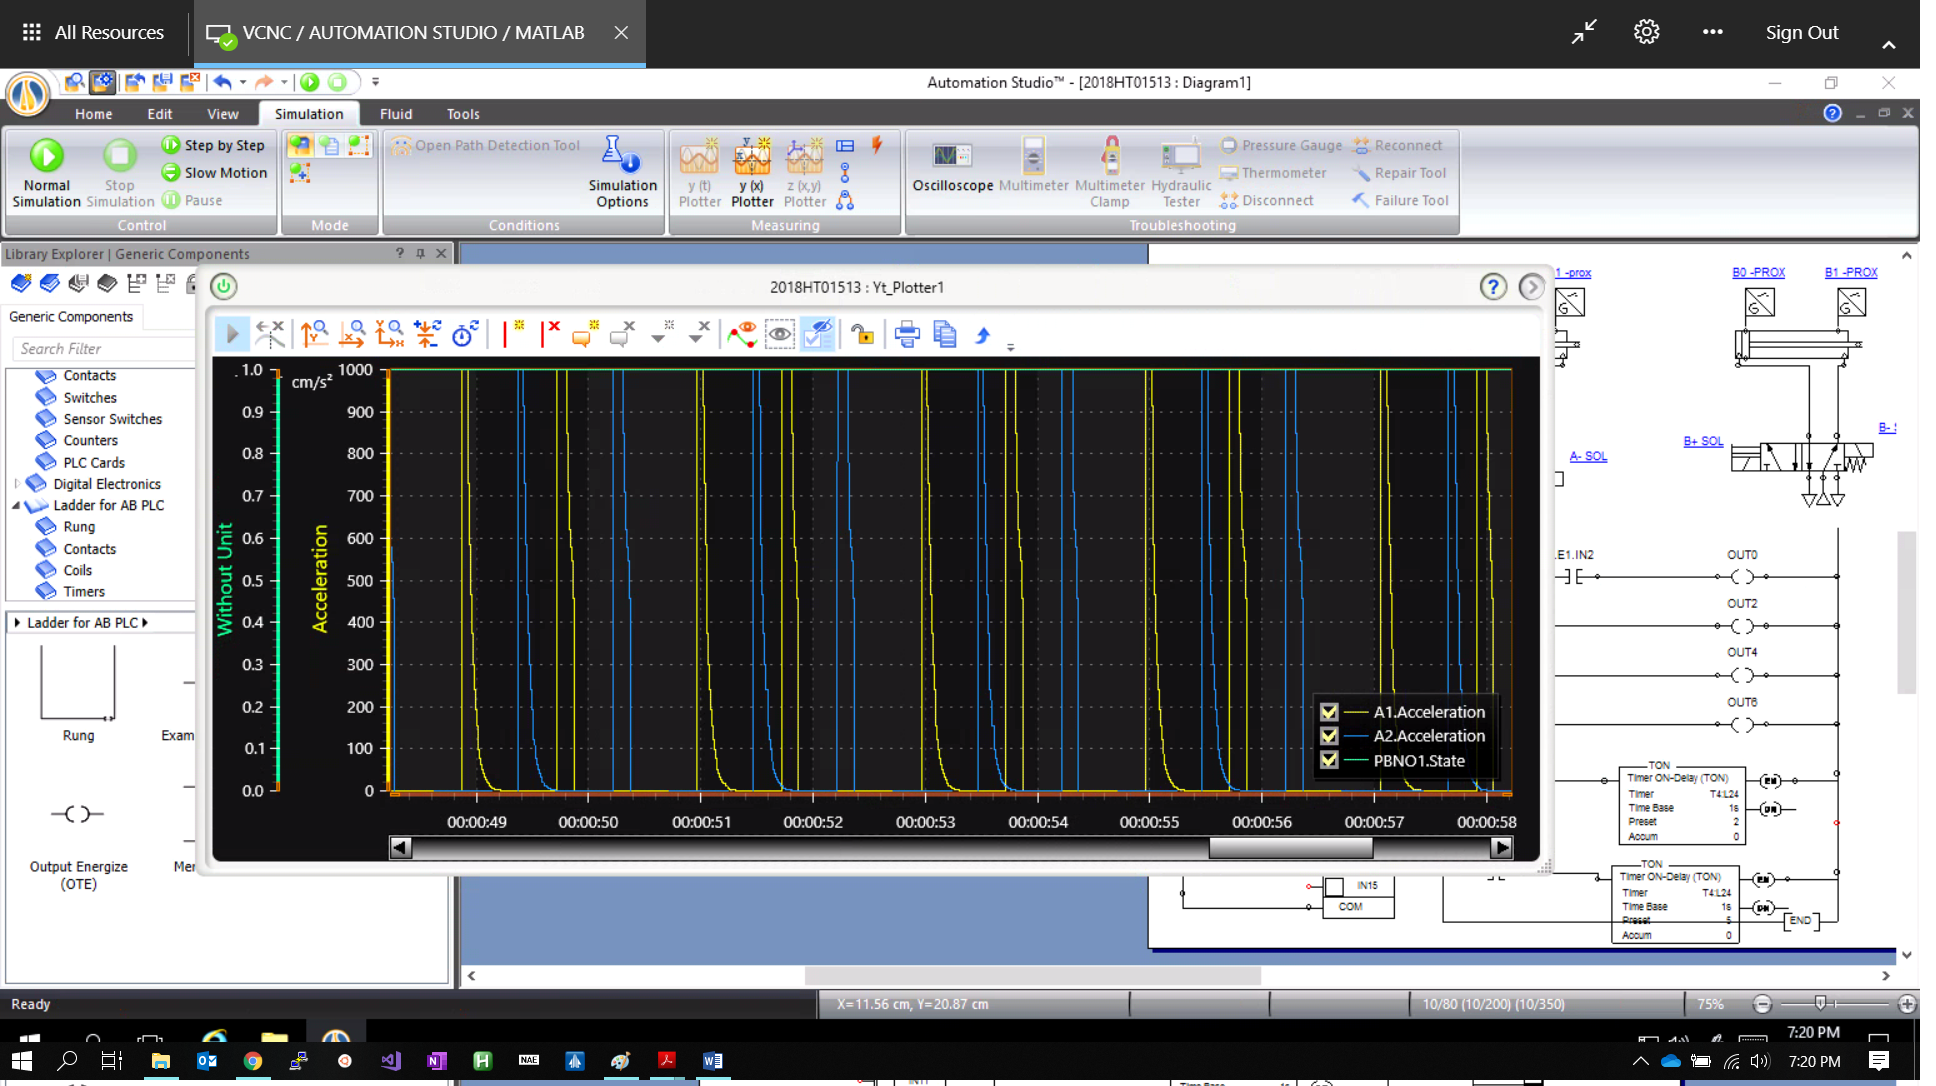 All Resources
VCNC / AUTOMATION STUDIO / MATLAB
Sign Out
Automation Studio™ - [2018HT01513 : Diagram1]
Home Edit View Simulation Fluid Tools
Normal Simulation
Stop Simulation
Step by Step
Slow Motion
Pause
Control
Mode
Open Path Detection Tool
Simulation Options
Conditions
y (t) Plotter
y (x) Plotter
z (x,y) Plotter
Measuring
Oscilloscope
Multimeter
Multimeter Clamp
Hydraulic Tester
Pressure Gauge
Thermometer
Disconnect
Reconnect
Repair Tool
Failure Tool
Troubleshooting
Library Explorer | Generic Components
Generic Components
Search Filter
Contacts
Switches
Sensor Switches
Counters
PLC Cards
Digital Electronics
Ladder for AB PLC
Rung
Contacts
Coils
Timers
Ladder for AB PLC
Rung
Exam
Output Energize (OTE)
Me
2018HT01513 : Yt_Plotter1
Without Unit
1.0
0.9
0.8
0.7
0.6
0.5
0.4
0.3
0.2
0.1
0.0
cm/s²
Acceleration
1000
900
800
700
600
500
400
300
200
100
0
00:00:49 00:00:50 00:00:51 00:00:52 00:00:53 00:00:54 00:00:55 00:00:56 00:00:57 00:00:58
A1.Acceleration
A2.Acceleration
PBNO1.State
1 -prox
B0 -PROX
B1 -PROX
G
G
G
B+ SOL
B- S
A- SOL
E1.IN2
OUT0
OUT2
OUT4
OUT6
TON
Timer ON-Delay (TON)
Timer T4:L24
Time Base 1s
Preset 2
Accum 0
EN
DN
TON
Timer ON-Delay (TON)
Timer T4:L24
Time Base 1s
Preset 5
Accum 0
EN
DN
END
IN15
COM
Ready
X=11.56 cm, Y=20.87 cm
10/80 (10/200) (10/350)
75%
7:20 PM
NAE
7:20 PM